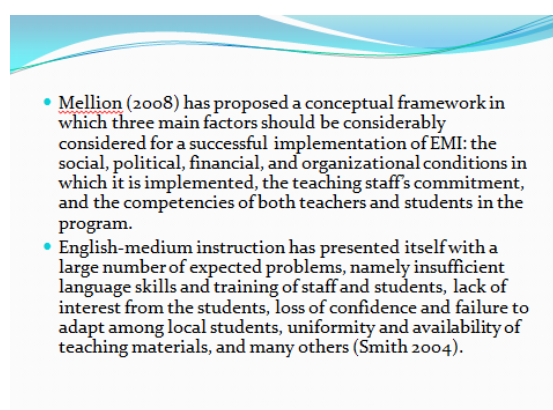 • Mellion (2008) has proposed a conceptual framework in
which three main factors should be considerably
considered for a successful implementation of EMI: the
social, political, financial, and organizational conditions in
which it is implemented, the teaching staff's commitment,
and the competencies of both teachers and students in the
program.
• English-medium instruction has presented itself with a
large number of expected problems, namely insufficient
language skills and training of staff and students, lack of
interest from the students, loss of confidence and failure to
adapt among local students, uniformity and availability of
teaching materials, and many others (Smith 2004).